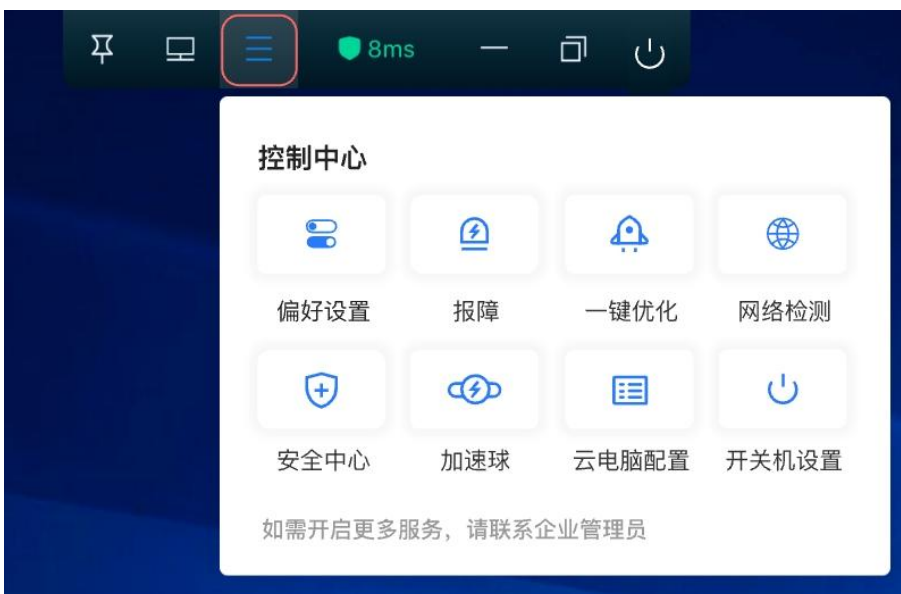 8ms
控制中心
偏好设置 报障 一键优化 网络检测
安全中心 加速球 云电脑配置 开关机设置
如需开启更多服务，请联系企业管理员